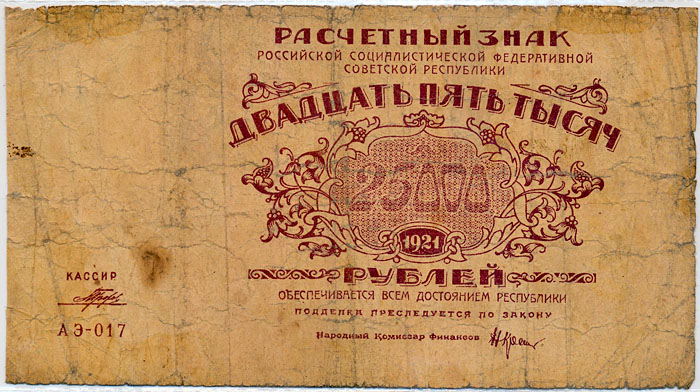 РАСЧЕТНЫЙ ЗНАК
РОССИЙСКОЙ СОЦИАЛИСТИЧЕСКОЙ ФЕДЕРАТИВНОЙ
СОВЕТСКОЙ РЕСПУБЛИКИ
ДВАДЦАТЬ ПЯТЬ ТЫСЯЧ
25000
1921
РУБЛЕЙ
ОБЕСПЕЧИВАЕТСЯ ВСЕМ ДОСТОЯНИЕМ РЕСПУБЛИКИ
ПОДДЕЛКА ПРЕСЛЕДУЕТСЯ ПО ЗАКОНУ
Народный Комиссар Финансов
КАССИР
АЭ-017